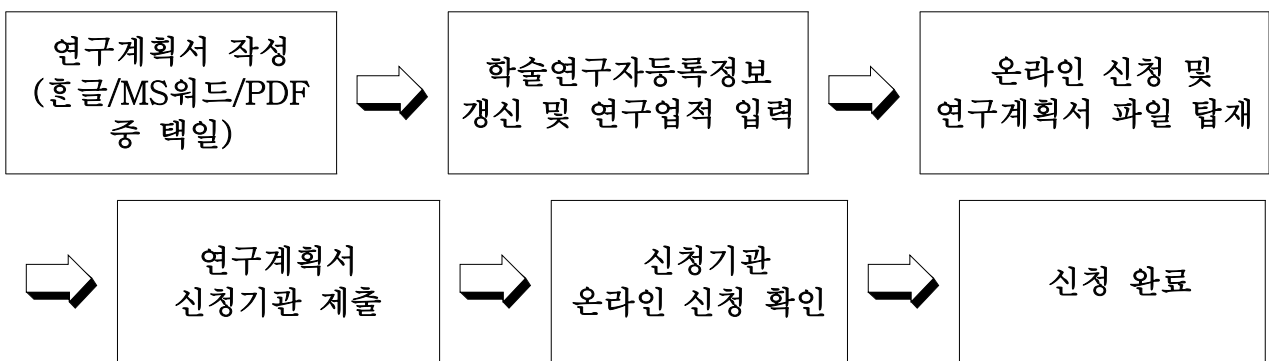 연구계획서 작성
(ᄒᆞᆫ글/MS워드/PDF
중 택일)
학술연구자등록정보
갱신 및 연구업적 입력
온라인 신청 및
연구계획서 파일 탑재
연구계획서
신청기관 제출
신청기관
온라인 신청 확인
신청 완료